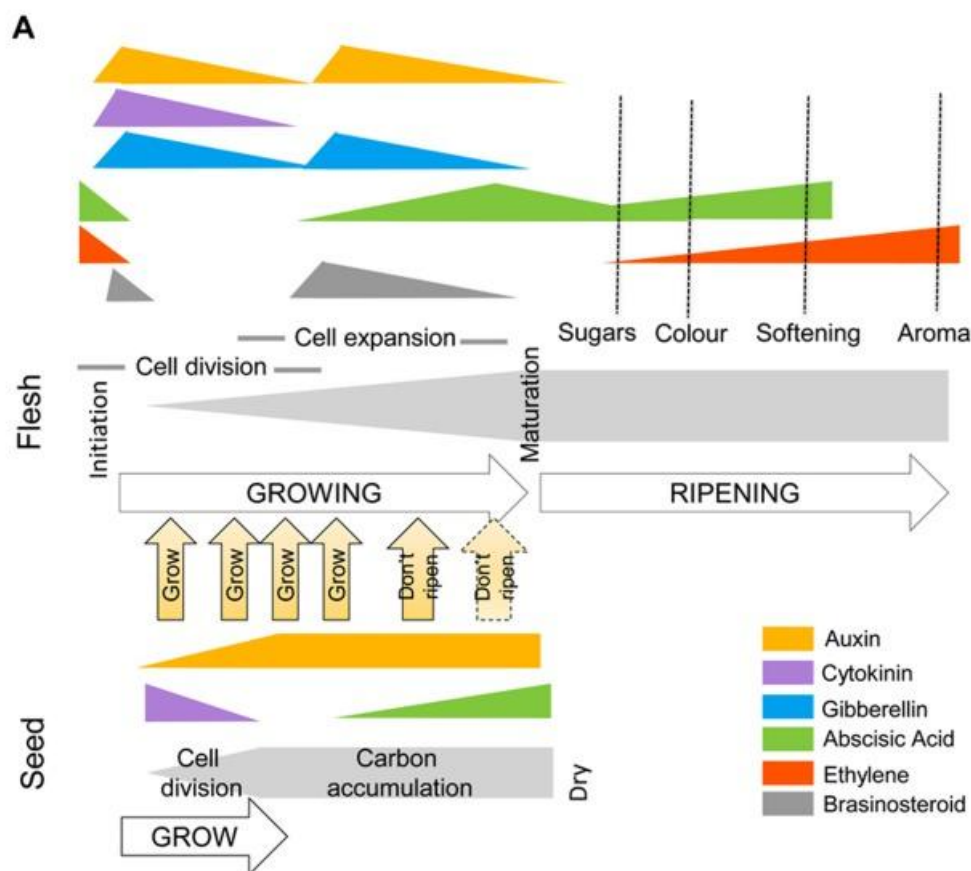 A
Sugars
Colour
Softening
Aroma
Cell expansion
Cell division
Flesh
Initiation
Maturation
GROWING
RIPENING
Grow
Grow
Grow
Grow
Don't
ripen
Don't
ripen
Auxin
Cytokinin
Gibberellin
Abscisic Acid
Ethylene
Brasinosteroid
Seed
Cell
division
Carbon
accumulation
Dry
GROW